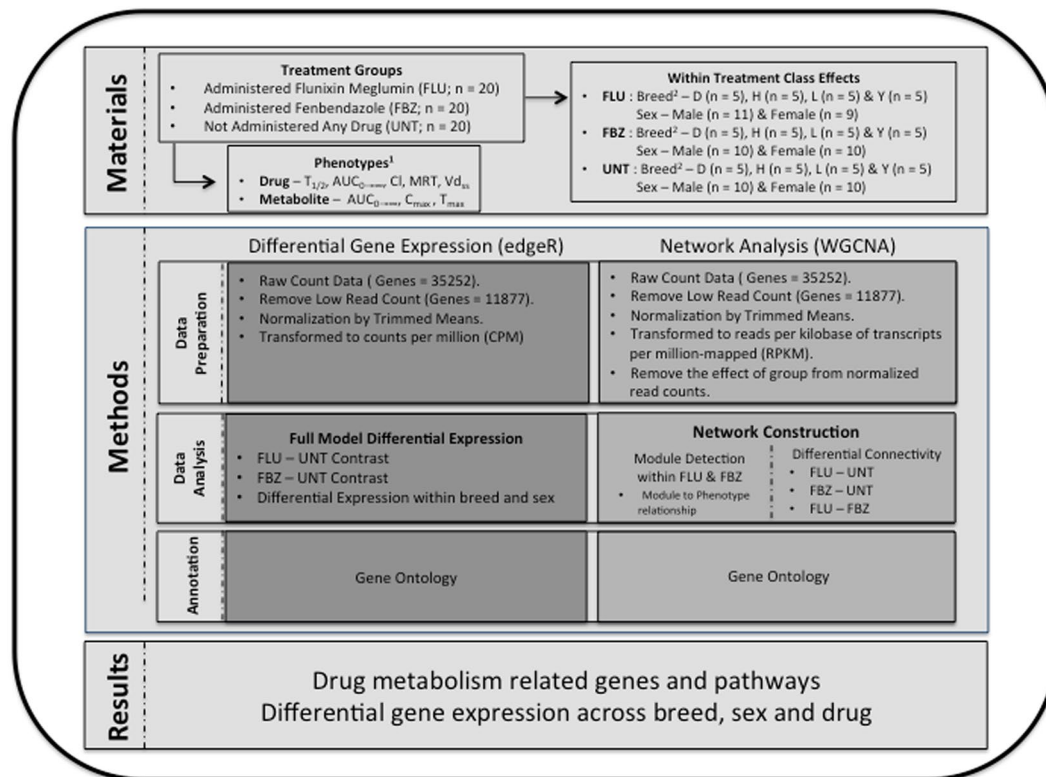 Materials
Treatment Groups
• Administered Flunixin Meglumin (FLU; n = 20)
• Administered Fenbendazole (FBZ; n = 20)
• Not Administered Any Drug (UNT; n = 20)
Phenotypes¹
• Drug – T1/2, AUC0→∞, Cl, MRT, Vdss
• Metabolite – AUC0→∞, Cmax, Tmax
Within Treatment Class Effects
• FLU : Breed² – D (n = 5), H (n = 5), L (n = 5) & Y (n = 5)
Sex – Male (n = 11) & Female (n = 9)
• FBZ : Breed² – D (n = 5), H (n = 5), L (n = 5) & Y (n = 5)
Sex – Male (n = 10) & Female (n = 10)
• UNT : Breed² – D (n = 5), H (n = 5), L (n = 5) & Y (n = 5)
Sex – Male (n = 10) & Female (n = 10)
Methods
Differential Gene Expression (edgeR)
Network Analysis (WGCNA)
Data
Preparation
• Raw Count Data ( Genes = 35252).
• Remove Low Read Count (Genes = 11877).
• Normalization by Trimmed Means.
• Transformed to counts per million (CPM)
• Raw Count Data ( Genes = 35252).
• Remove Low Read Count (Genes = 11877).
• Normalization by Trimmed Means.
• Transformed to reads per kilobase of transcripts
per million-mapped (RPKM).
• Remove the effect of group from normalized
read counts.
Data
Analysis
Full Model Differential Expression
• FLU – UNT Contrast
• FBZ – UNT Contrast
• Differential Expression within breed and sex
Network Construction
Module Detection
within FLU & FBZ
• Module to Phenotype
relationship
Differential Connectivity
• FLU – UNT
• FBZ – UNT
• FLU – FBZ
Annotation
Gene Ontology
Gene Ontology
Results
Drug metabolism related genes and pathways
Differential gene expression across breed, sex and drug